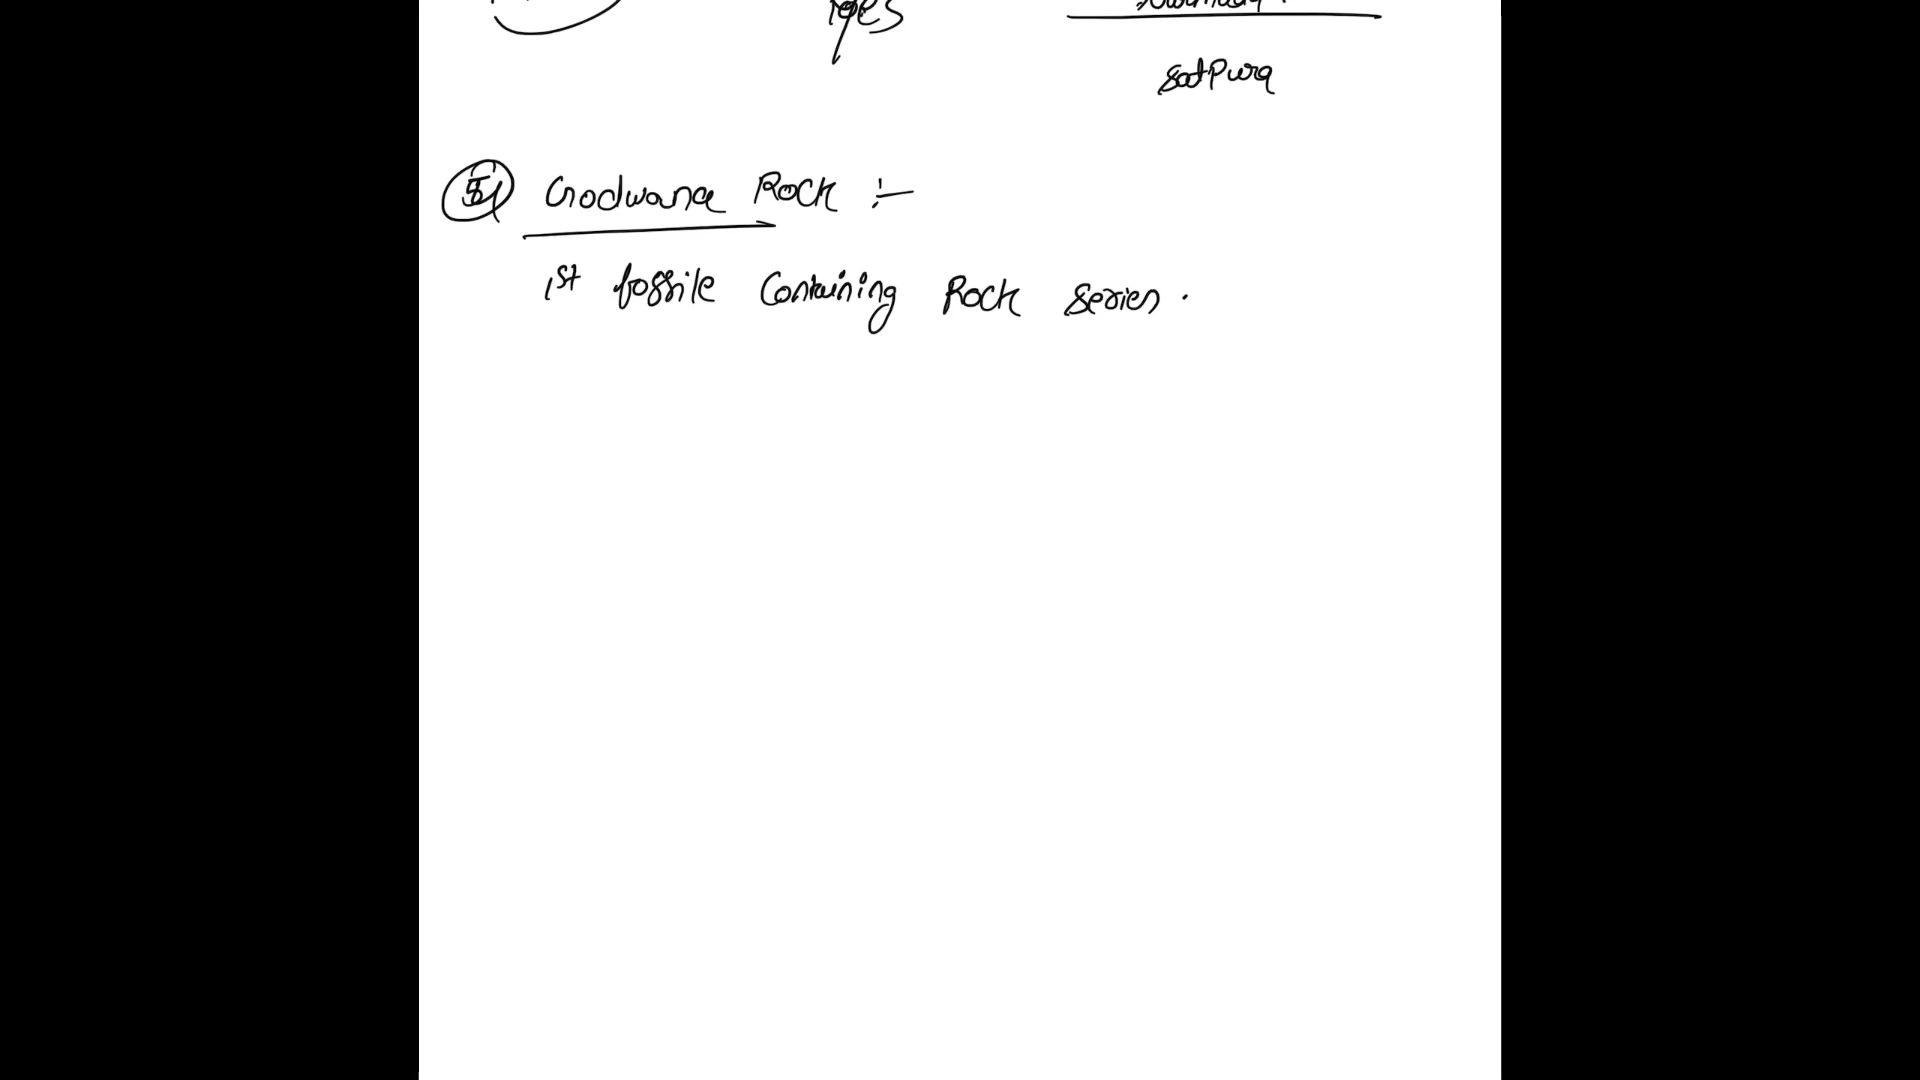 satpura
5 Godwana Rock :-
1st fossile Containing Rock series .